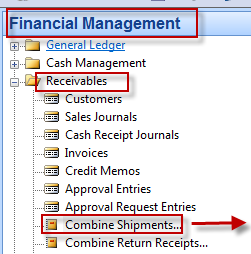 Financial Management
General Ledger
Cash Management
Receivables
Customers
Sales Journals
Cash Receipt Journals
Invoices
Credit Memos
Approval Entries
Approval Request Entries
Combine Shipments...
Combine Return Receipts...